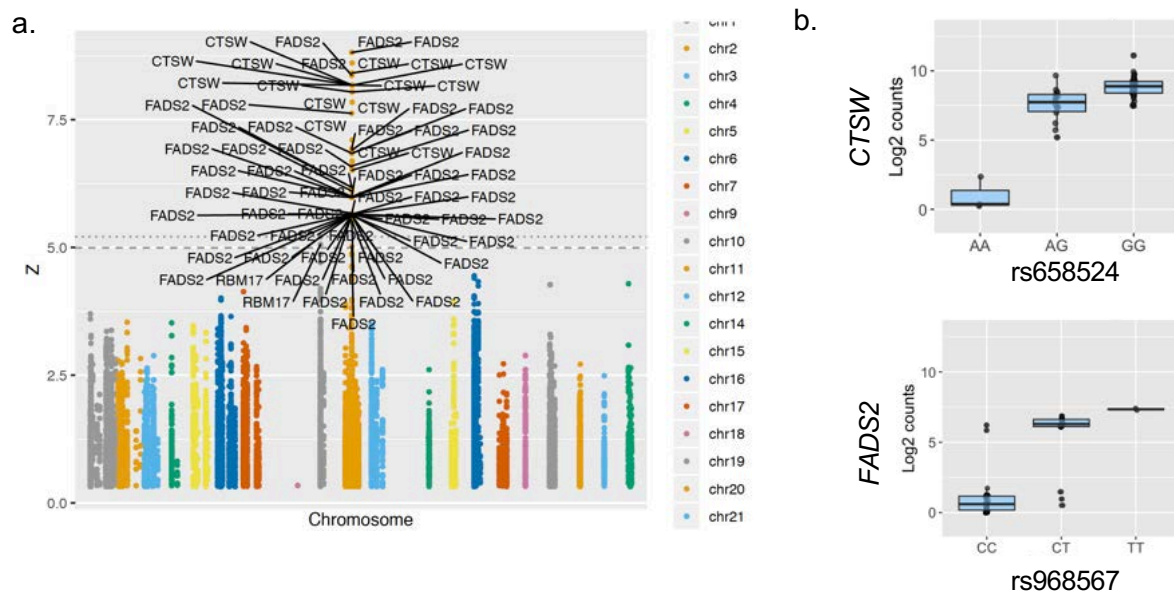 a.
Z
7.5
5.0
2.5
0.0
CTSW FADS2 FADS2 FADS2
CTSW FADS2 CTSW CTSW CTSW
CTSW CTSW CTSW CTSW
FADS2 FADS2 CTSW CTSW FADS2 FADS2
FADS2 FADS2 CTSW FADS2 FADS2
FADS2 FADS2 FADS2 CTSW CTSW FADS2
FADS2 FADS2 FADS2 FADS2 FADS2 FADS2
FADS2 FADS2 FADS2 FADS2 FADS2 FADS2
FADS2 FADS2 FADS2 FADS2 FADS2 FADS2
FADS2 FADS2 FADS2 FADS2 FADS2
FADS2 FADS2 FADS2 FADS2 FADS2
FADS2 RBM17 FADS2 FADS2 FADS2
RBM17 FADS2 FADS2 FADS2
FADS2
Chromosome
chr2
chr3
chr4
chr5
chr6
chr7
chr9
chr10
chr11
chr12
chr14
chr15
chr16
chr17
chr18
chr19
chr20
chr21
b.
CTSW
Log2 counts
10
5
0
AA AG GG
rs658524
FADS2
Log2 counts
10
5
0
CC CT TT
rs968567